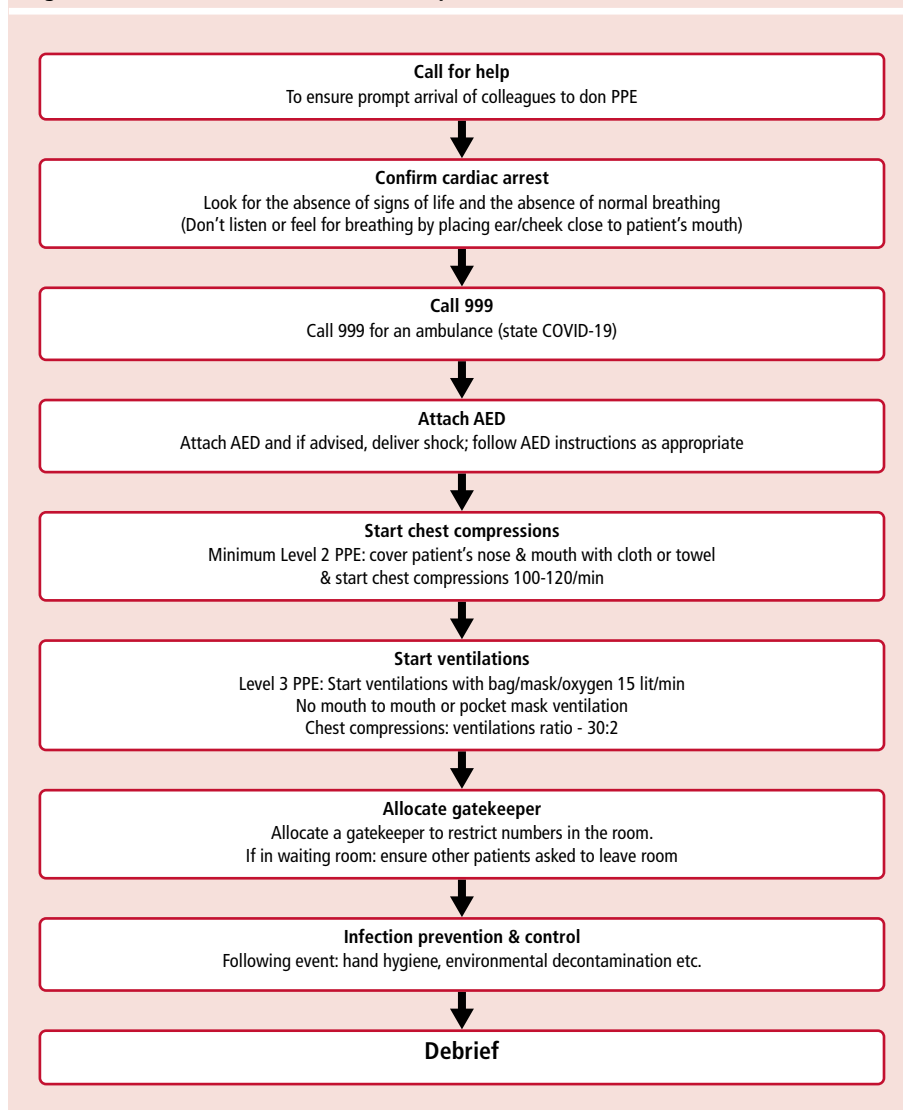 Call for help
To ensure prompt arrival of colleagues to don PPE
Confirm cardiac arrest
Look for the absence of signs of life and the absence of normal breathing
(Don't listen or feel for breathing by placing ear/cheek close to patient's mouth)
Call 999
Call 999 for an ambulance (state COVID-19)
Attach AED
Attach AED and if advised, deliver shock; follow AED instructions as appropriate
Start chest compressions
Minimum Level 2 PPE: cover patient's nose & mouth with cloth or towel
& start chest compressions 100-120/min
Start ventilations
Level 3 PPE: Start ventilations with bag/mask/oxygen 15 lit/min
No mouth to mouth or pocket mask ventilation
Chest compressions: ventilations ratio - 30:2
Allocate gatekeeper
Allocate a gatekeeper to restrict numbers in the room.
If in waiting room: ensure other patients asked to leave room
Infection prevention & control
Following event: hand hygiene, environmental decontamination etc.
Debrief